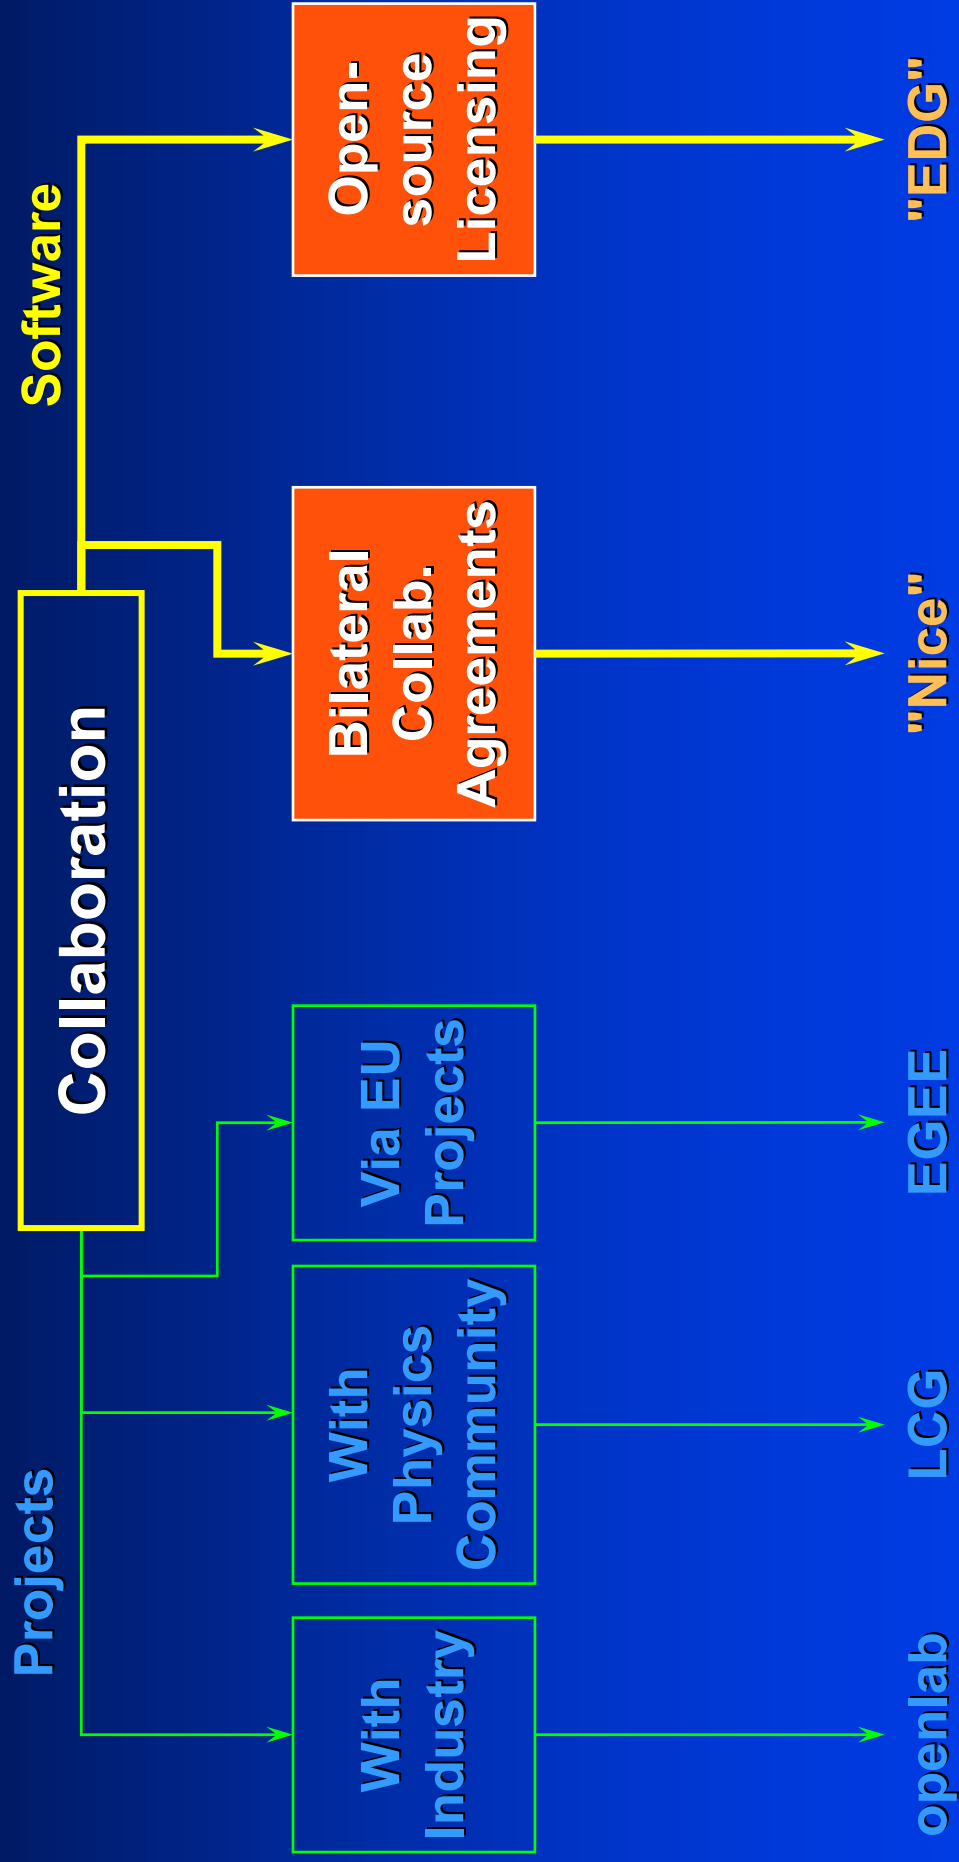 Collaboration
Projects
Software
With
Industry
With
Physics
Community
Via EU
Projects
Bilateral
Collab.
Agreements
Open-
source
Licensing
openlab
LCG
EGEE
"Nice"
"EDG"